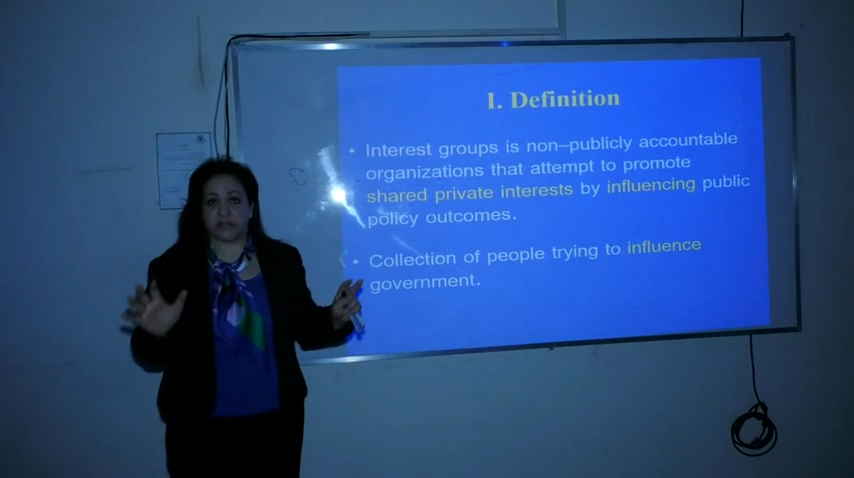 I. Definition
• Interest groups is non–publicly accountable
organizations that attempt to promote
shared private interests by influencing public
policy outcomes.
• Collection of people trying to influence
government.